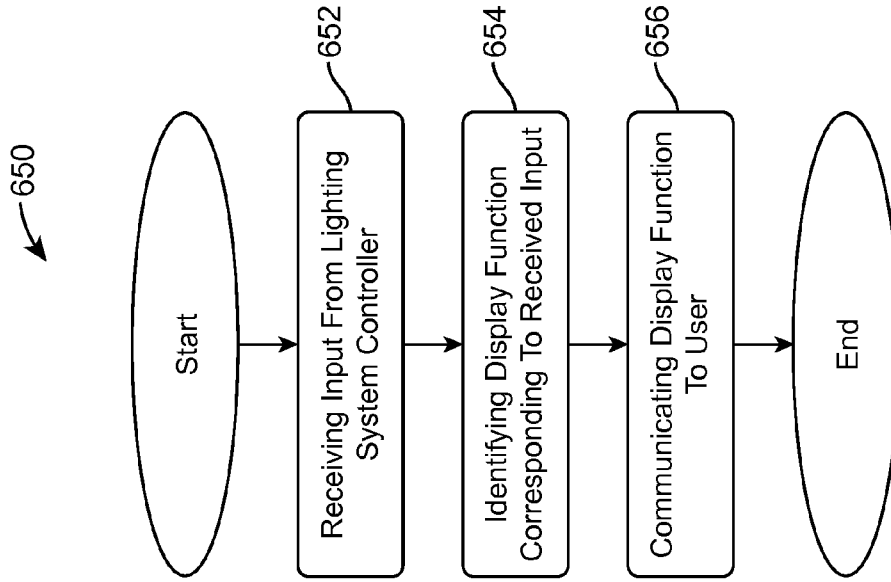 650
Start
Receiving Input From Lighting
System Controller
652
Identifying Display Function
Corresponding To Received Input
654
Communicating Display Function
To User
656
End